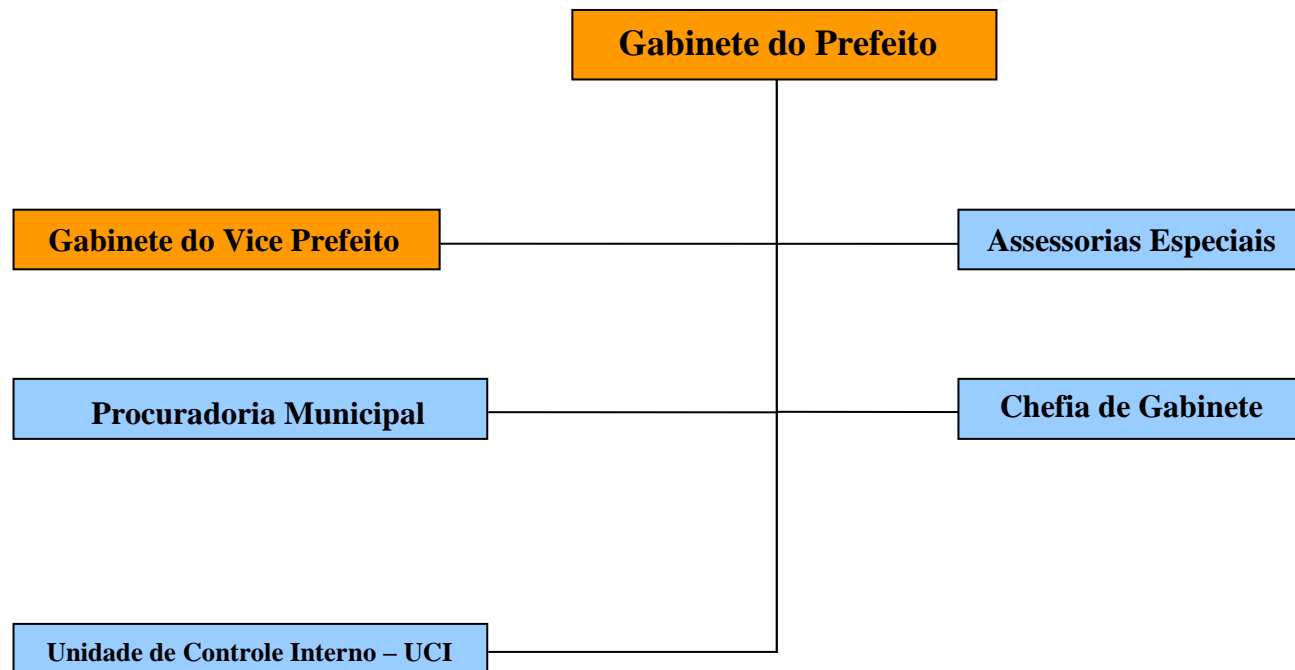 Gabinete do Prefeito
Gabinete do Vice Prefeito
Assessorias Especiais
Procuradoria Municipal
Chefia de Gabinete
Unidade de Controle Interno – UCI